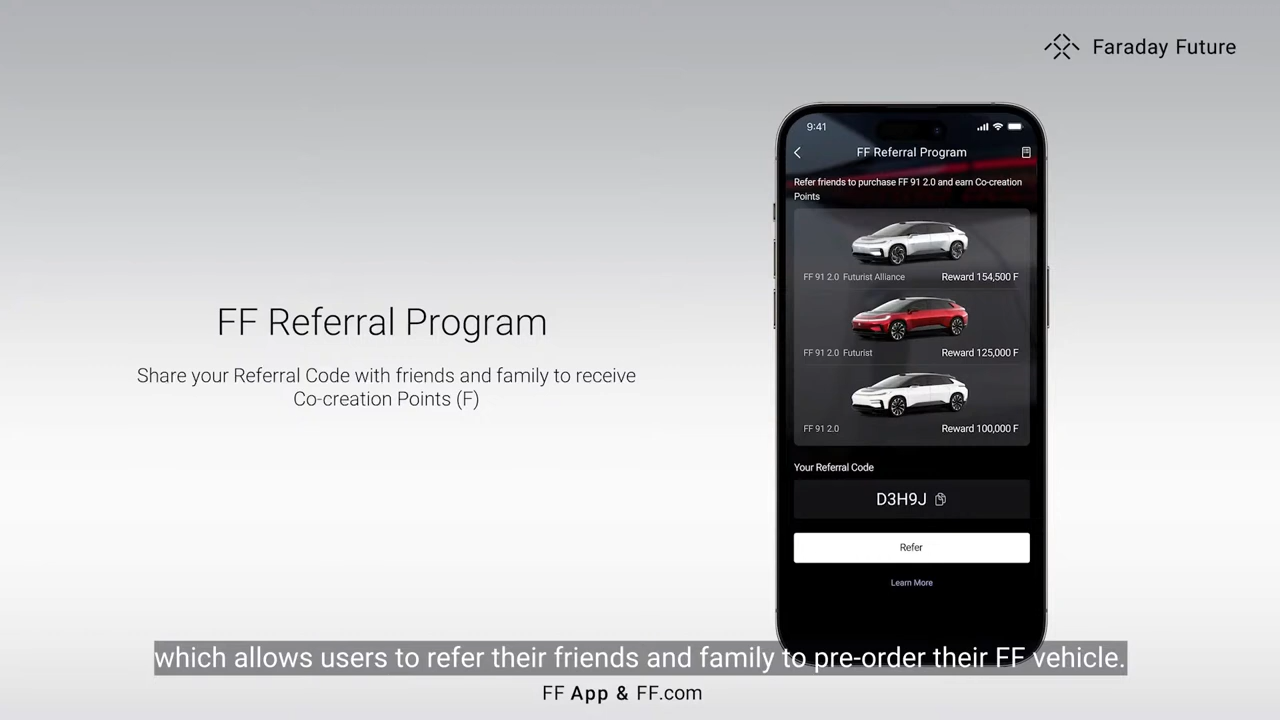 Faraday Future
FF Referral Program
Share your Referral Code with friends and family to receive
Co-creation Points (F)
9:41
FF Referral Program
Refer friends to purchase FF 91 2.0 and earn Co-creation
Points
FF 91 2.0 Futurist Alliance Reward 154,500 F
FF 91 2.0 Futurist Reward 125,000 F
FF 91 2.0 Reward 100,000 F
Your Referral Code
D3H9J
Refer
Learn More
which allows users to refer their friends and family to pre-order their FF vehicle.
FF App & FF.com